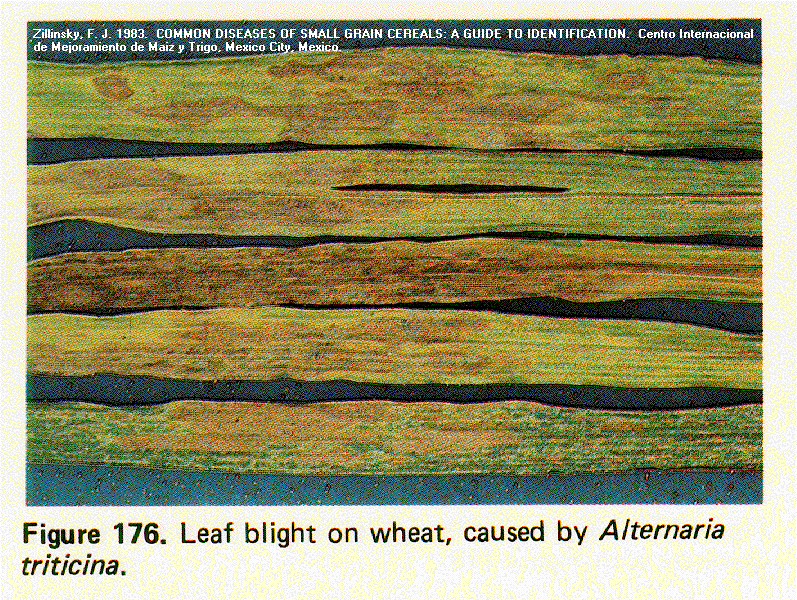 Zillinsky, F. J. 1983. COMMON DISEASES OF SMALL GRAIN CEREALS: A GUIDE TO IDENTIFICATION. Centro Internacional
de Mejoramiento de Maiz y Trigo, Mexico City, Mexico.
Figure 176. Leaf blight on wheat, caused by Alternaria
triticina.